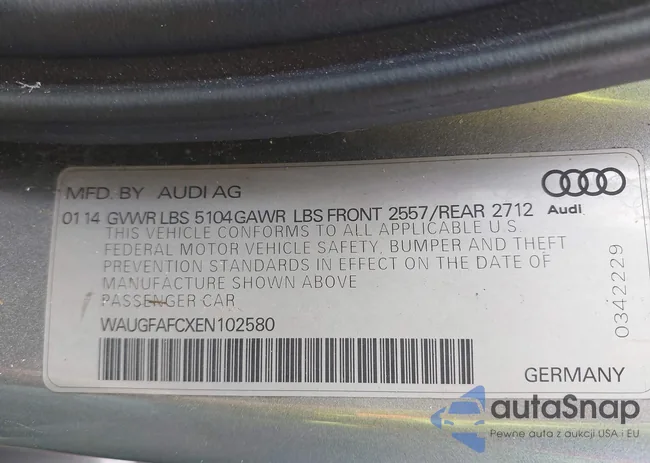 MFD. BY AUDI AG
01 14 GVWR LBS 5104 GAWR LBS FRONT 2557/REAR 2712
Audi
THIS VEHICLE CONFORMS TO ALL APPLICABLE U.S.
FEDERAL MOTOR VEHICLE SAFETY, BUMPER AND THEFT
PREVENTION STANDARDS IN EFFECT ON THE DATE OF
MANUFACTURE SHOWN ABOVE
PASSENGER CAR
0342229
WAUGFAFCXEN102580
GERMANY
autaSnap
Pewne auta z aukcji USA i EU